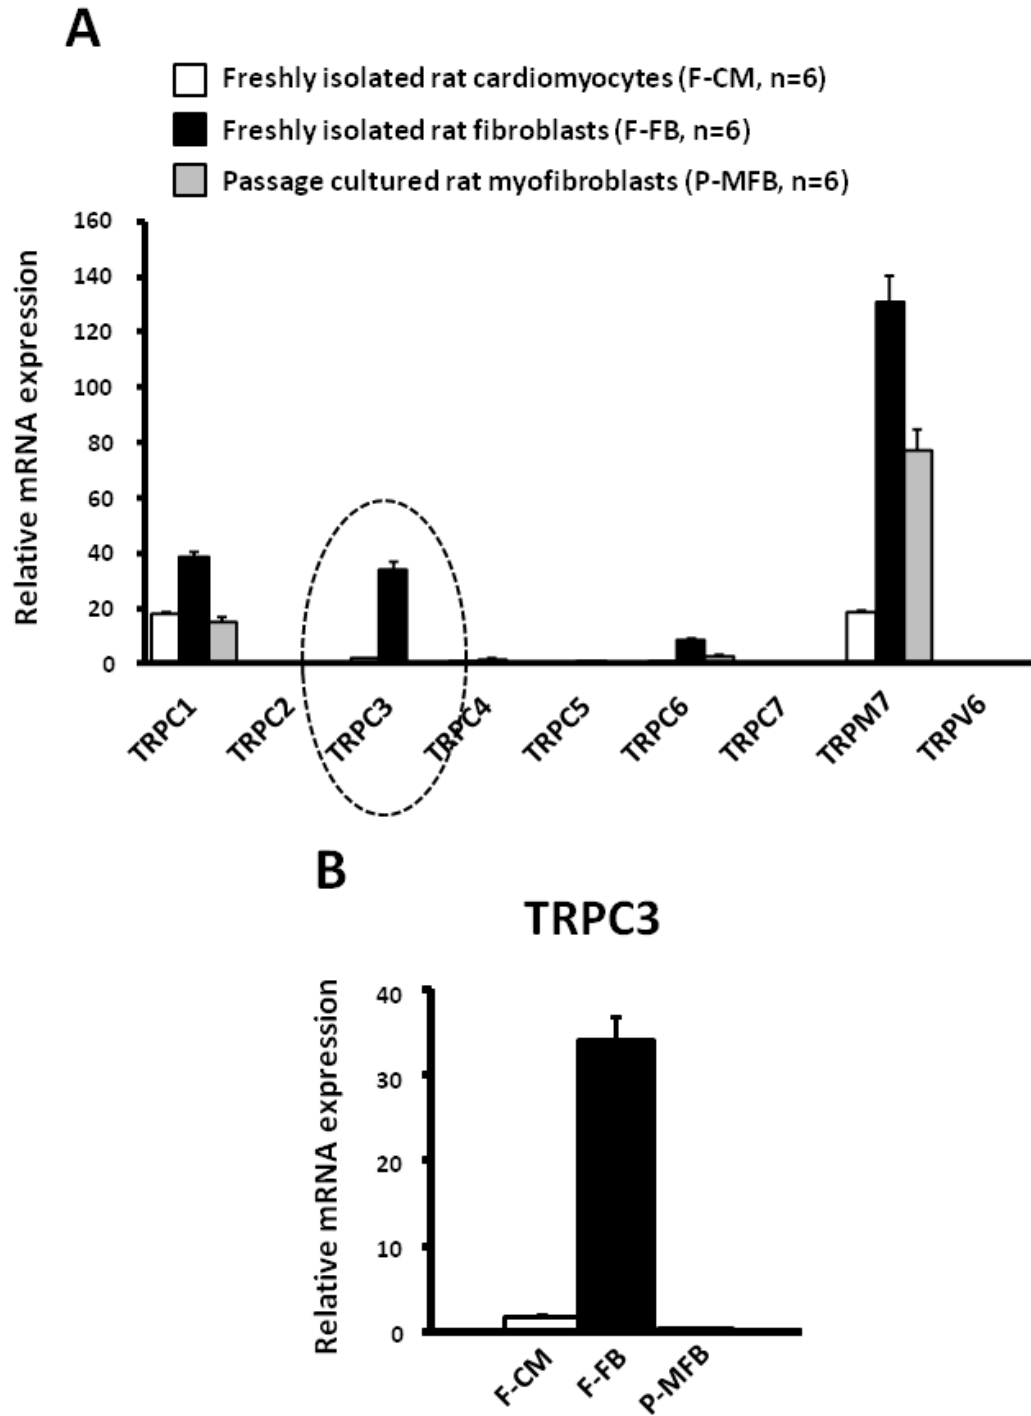 A
Freshly isolated rat cardiomyocytes (F-CM, n=6)
Freshly isolated rat fibroblasts (F-FB, n=6)
Passage cultured rat myofibroblasts (P-MFB, n=6)
Relative mRNA expression
160
140
120
100
80
60
40
20
0
TRPC1
TRPC2
TRPC3
TRPC4
TRPC5
TRPC6
TRPC7
TRPM7
TRPV6
B
TRPC3
Relative mRNA expression
40
30
20
10
0
F-CM
F-FB
P-MFB